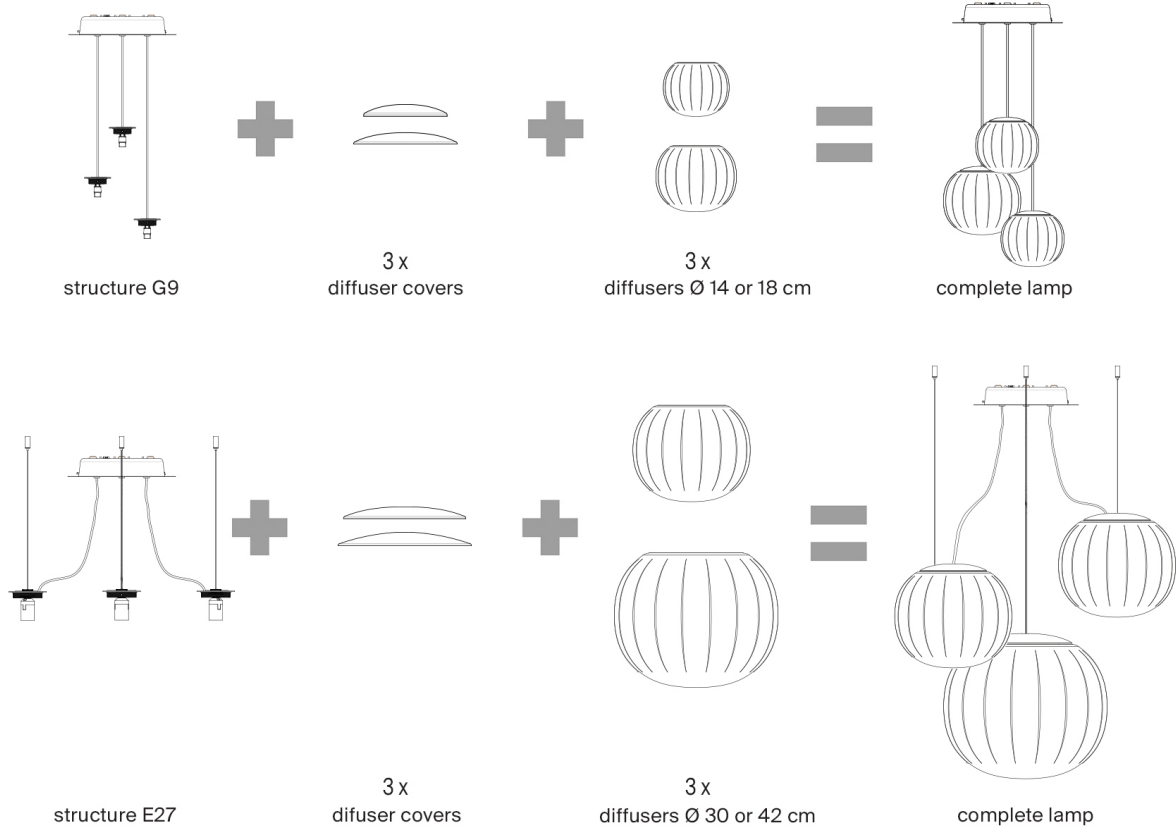 3 x
3 x
structure G9
diffuser covers
diffusers Ø 14 or 18 cm
complete lamp
3 x
3 x
structure E27
difuser covers
diffusers Ø 30 or 42 cm
complete lamp